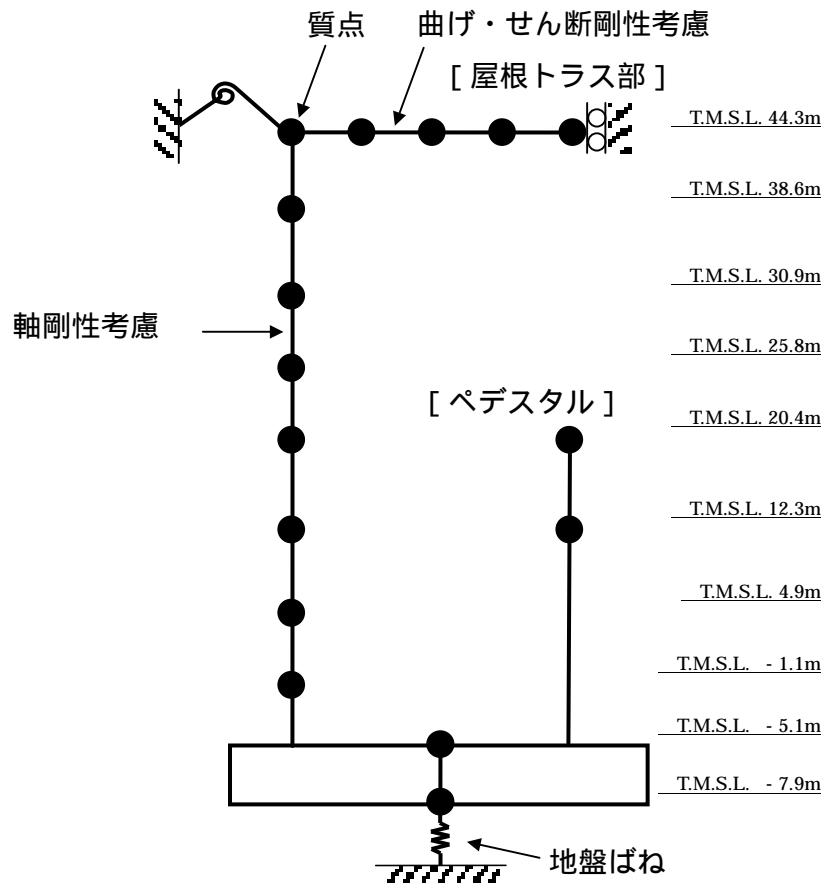 質点
曲げ・せん断剛性考慮
[ 屋根トラス部 ]
T.M.S.L. 44.3m
T.M.S.L. 38.6m
T.M.S.L. 30.9m
軸剛性考慮
T.M.S.L. 25.8m
[ ペデスタル ]
T.M.S.L. 20.4m
T.M.S.L. 12.3m
T.M.S.L. 4.9m
T.M.S.L. - 1.1m
T.M.S.L. - 5.1m
T.M.S.L. - 7.9m
地盤ばね